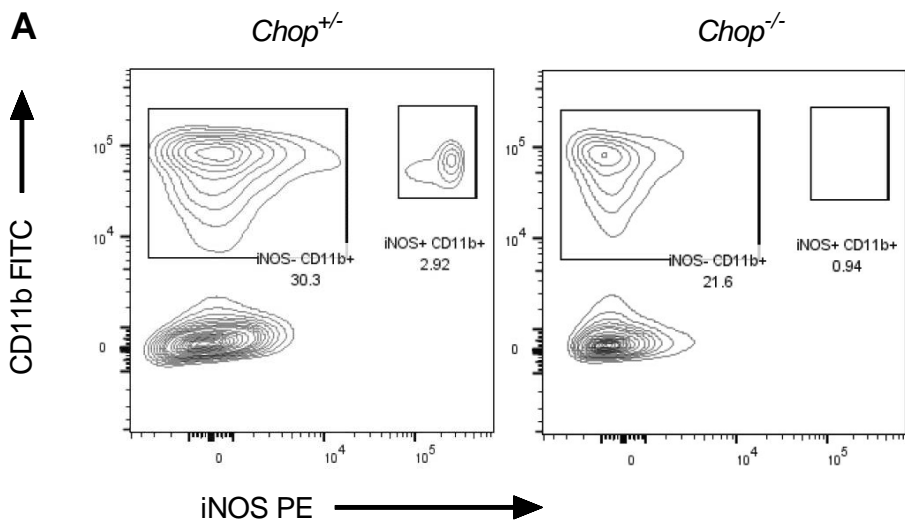 A
Chop+/-
Chop-/-
CD11b FITC
10^5
10^4
0
iNOS- CD11b+
30.3
iNOS+ CD11b+
2.92
0
10^4
10^5
10^5
10^4
0
iNOS- CD11b+
21.6
iNOS+ CD11b+
0.94
0
10^4
10^5
iNOS PE